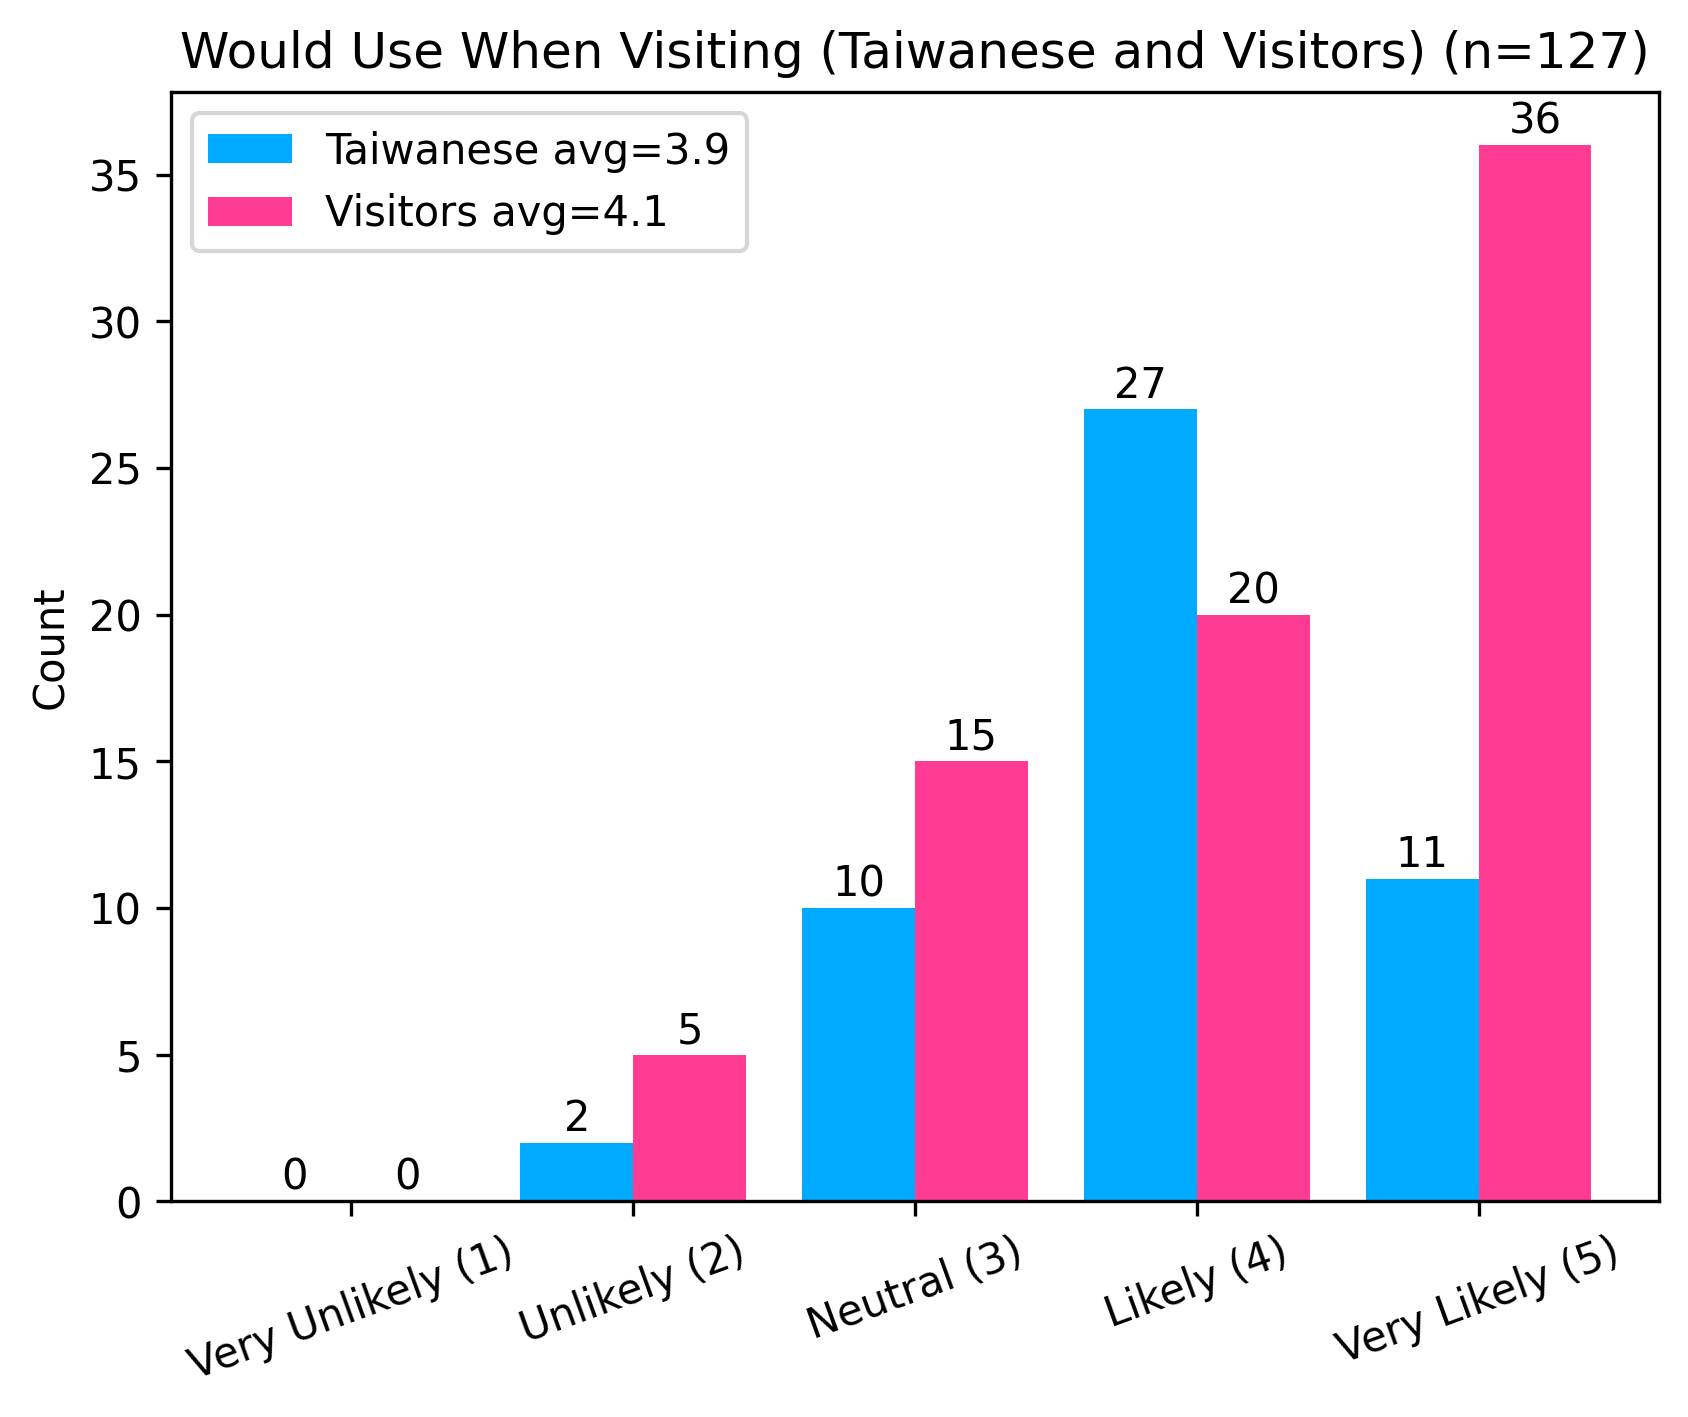 Would Use When Visiting (Taiwanese and Visitors) (n=127)
Taiwanese avg=3.9
Visitors avg=4.1
Count
35
30
25
20
15
10
5
0
0
0
2
5
10
15
27
20
11
36
Very Unlikely (1)
Unlikely (2)
Neutral (3)
Likely (4)
Very Likely (5)